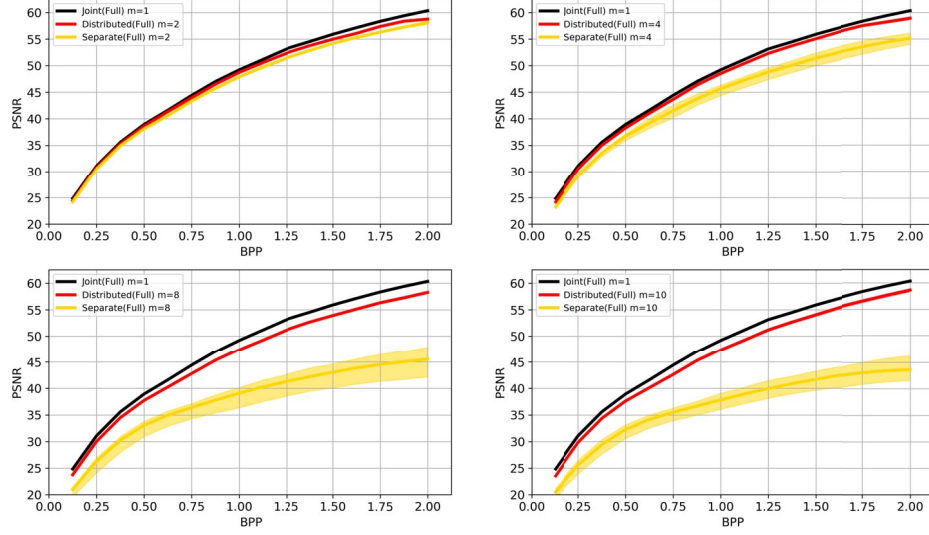 Joint(Full) m=1
Distributed(Full) m=2
Separate(Full) m=2
PSNR
60
55
50
45
40
35
30
25
20
0.00 0.25 0.50 0.75 1.00 1.25 1.50 1.75 2.00
BPP
Joint(Full) m=1
Distributed(Full) m=4
Separate(Full) m=4
PSNR
60
55
50
45
40
35
30
25
20
0.00 0.25 0.50 0.75 1.00 1.25 1.50 1.75 2.00
BPP
Joint(Full) m=1
Distributed(Full) m=8
Separate(Full) m=8
PSNR
60
55
50
45
40
35
30
25
20
0.00 0.25 0.50 0.75 1.00 1.25 1.50 1.75 2.00
BPP
Joint(Full) m=1
Distributed(Full) m=10
Separate(Full) m=10
PSNR
60
55
50
45
40
35
30
25
20
0.00 0.25 0.50 0.75 1.00 1.25 1.50 1.75 2.00
BPP